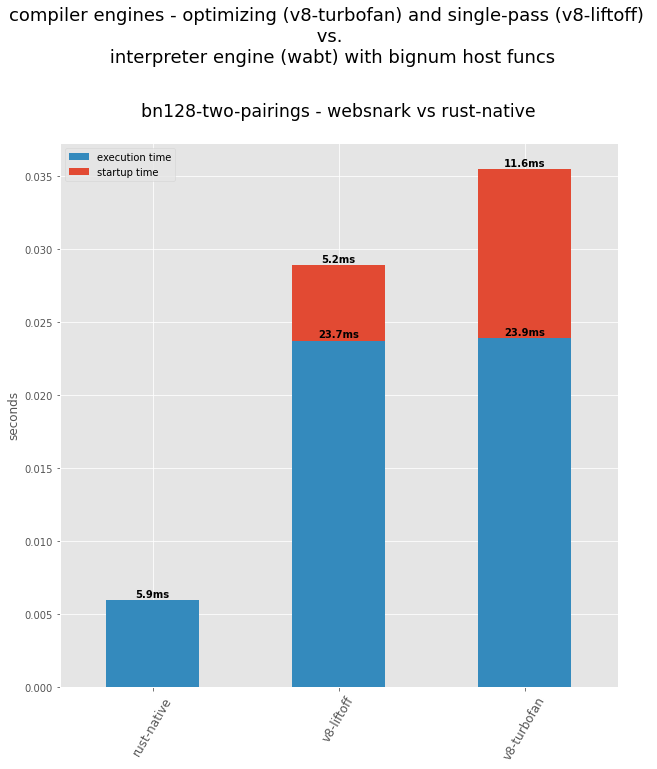 compiler engines - optimizing (v8-turbofan) and single-pass (v8-liftoff)
vs.
interpreter engine (wabt) with bignum host funcs
bn128-two-pairings - websnark vs rust-native
execution time
startup time
11.6ms
0.035
0.030
5.2ms
0.025
23.7ms
23.9ms
0.020
seconds
0.015
0.010
5.9ms
0.005
0.000
rust-native
v8-liftoff
v8-turbofan